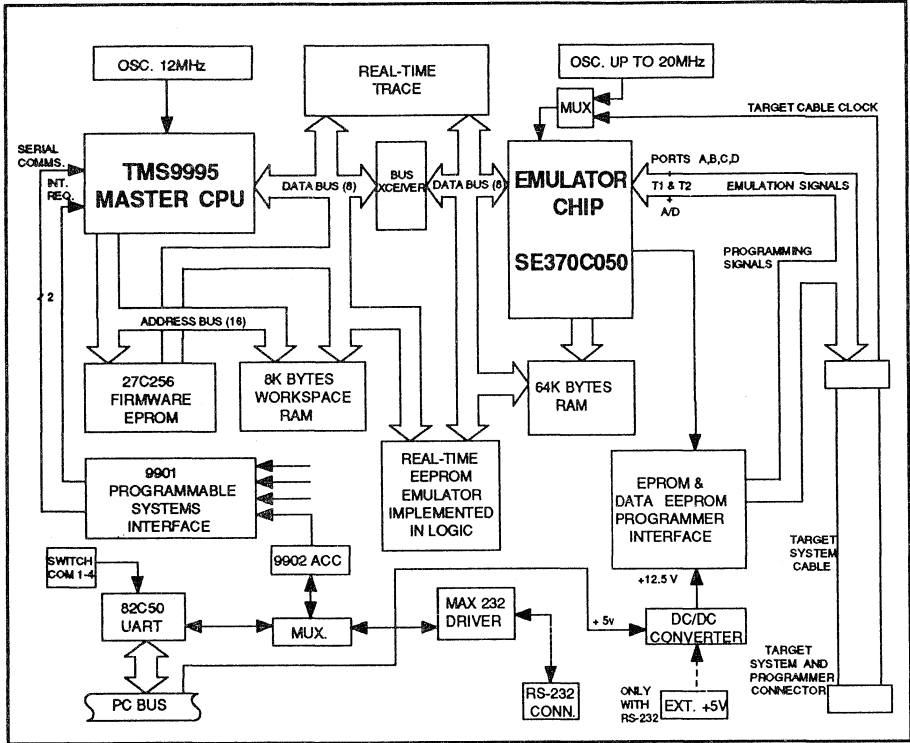 OSC. 12MHz
REAL-TIME
TRACE
OSC. UP TO 20MHz
MUX
TARGET CABLE CLOCK
SERIAL
COMMS.
INT.
REQ.
TMS9995
MASTER CPU
DATA BUS (8)
BUS
XCEIVER
DATA BUS (8)
EMULATOR
CHIP
SE370C050
PORTS A,B,C,D
+
T1 & T2
+
A/D
EMULATION SIGNALS
PROGRAMMING
SIGNALS
2
ADDRESS BUS (16)
27C256
FIRMWARE
EPROM
8K BYTES
WORKSPACE
RAM
64K BYTES
RAM
9901
PROGRAMMABLE
SYSTEMS
INTERFACE
REAL-TIME
EEPROM
EMULATOR
IMPLEMENTED
IN LOGIC
EPROM &
DATA EEPROM
PROGRAMMER
INTERFACE
TARGET
SYSTEM
CABLE
SWITCH
COM 1-4
9902 ACC
+12.5 V
82C50
UART
MUX.
MAX 232
DRIVER
+ 5v
DC/DC
CONVERTER
PC BUS
RS-232
CONN.
ONLY
WITH
RS-232
EXT. +5V
TARGET
SYSTEM AND
PROGRAMMER
CONNECTOR